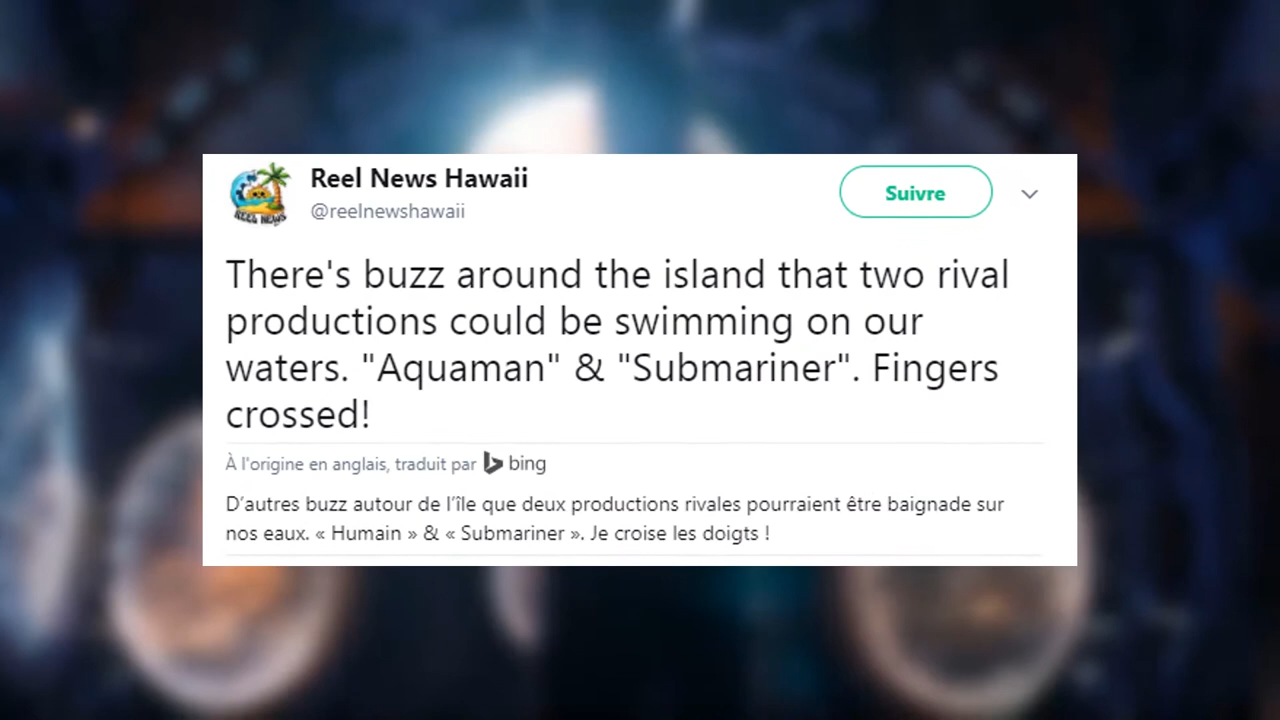 REEL NEWS
Reel News Hawaii
@reelnewshawaii
Suivre
There's buzz around the island that two rival
productions could be swimming on our
waters. "Aquaman" & "Submariner". Fingers
crossed!
À l'origine en anglais, traduit par bing
D'autres buzz autour de l'île que deux productions rivales pourraient être baignade sur
nos eaux. « Humain » & « Submariner ». Je croise les doigts !